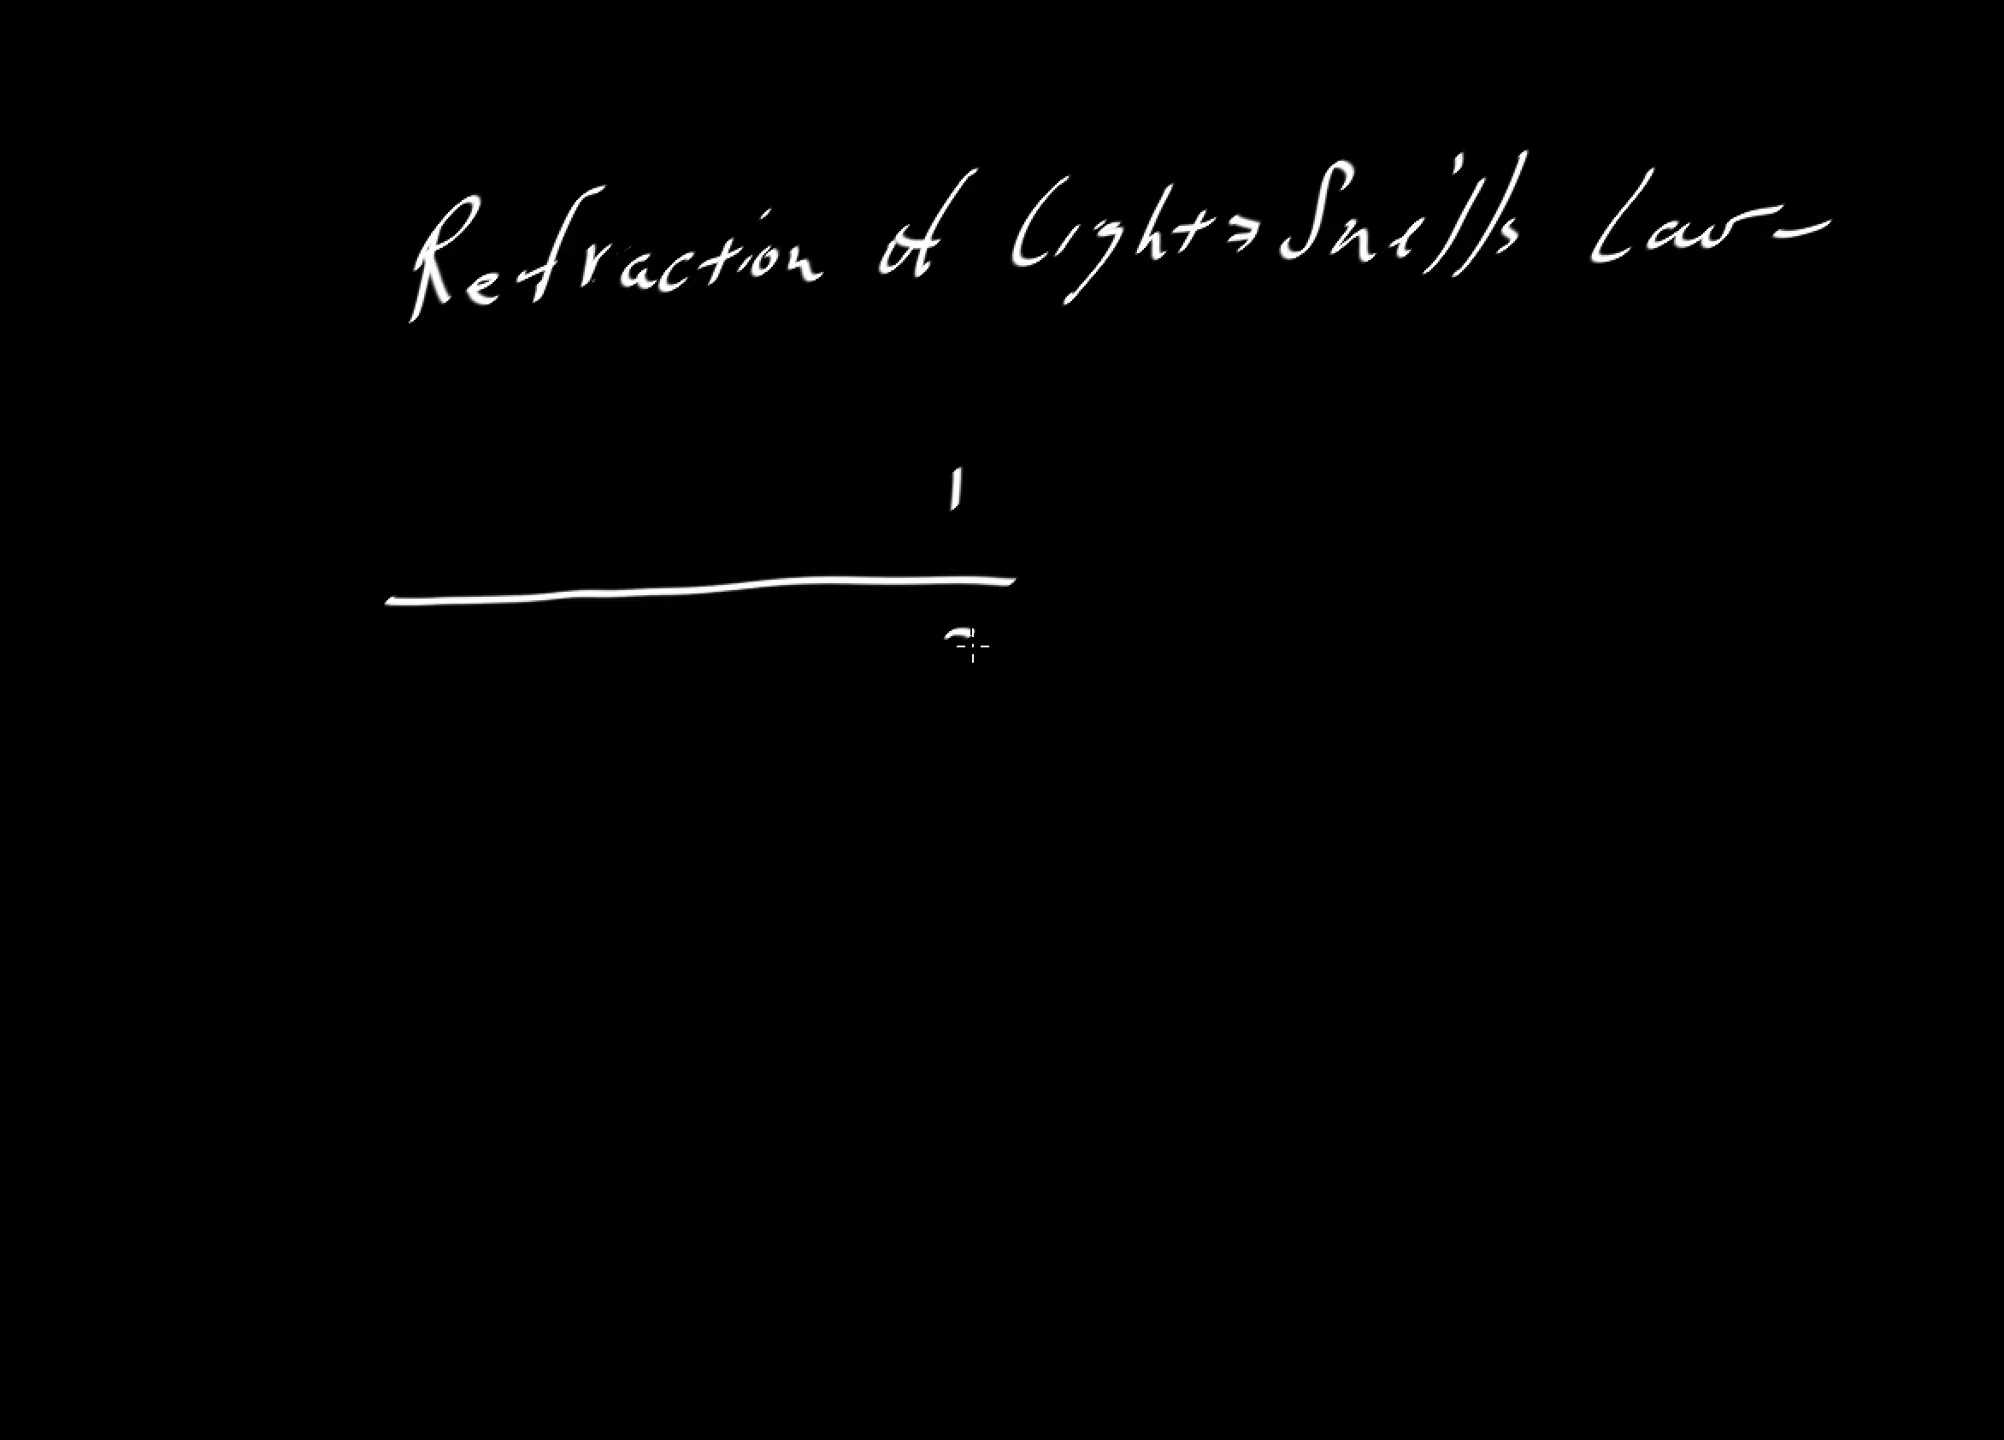 Refraction of Light ⇒ Snell's Law -
1